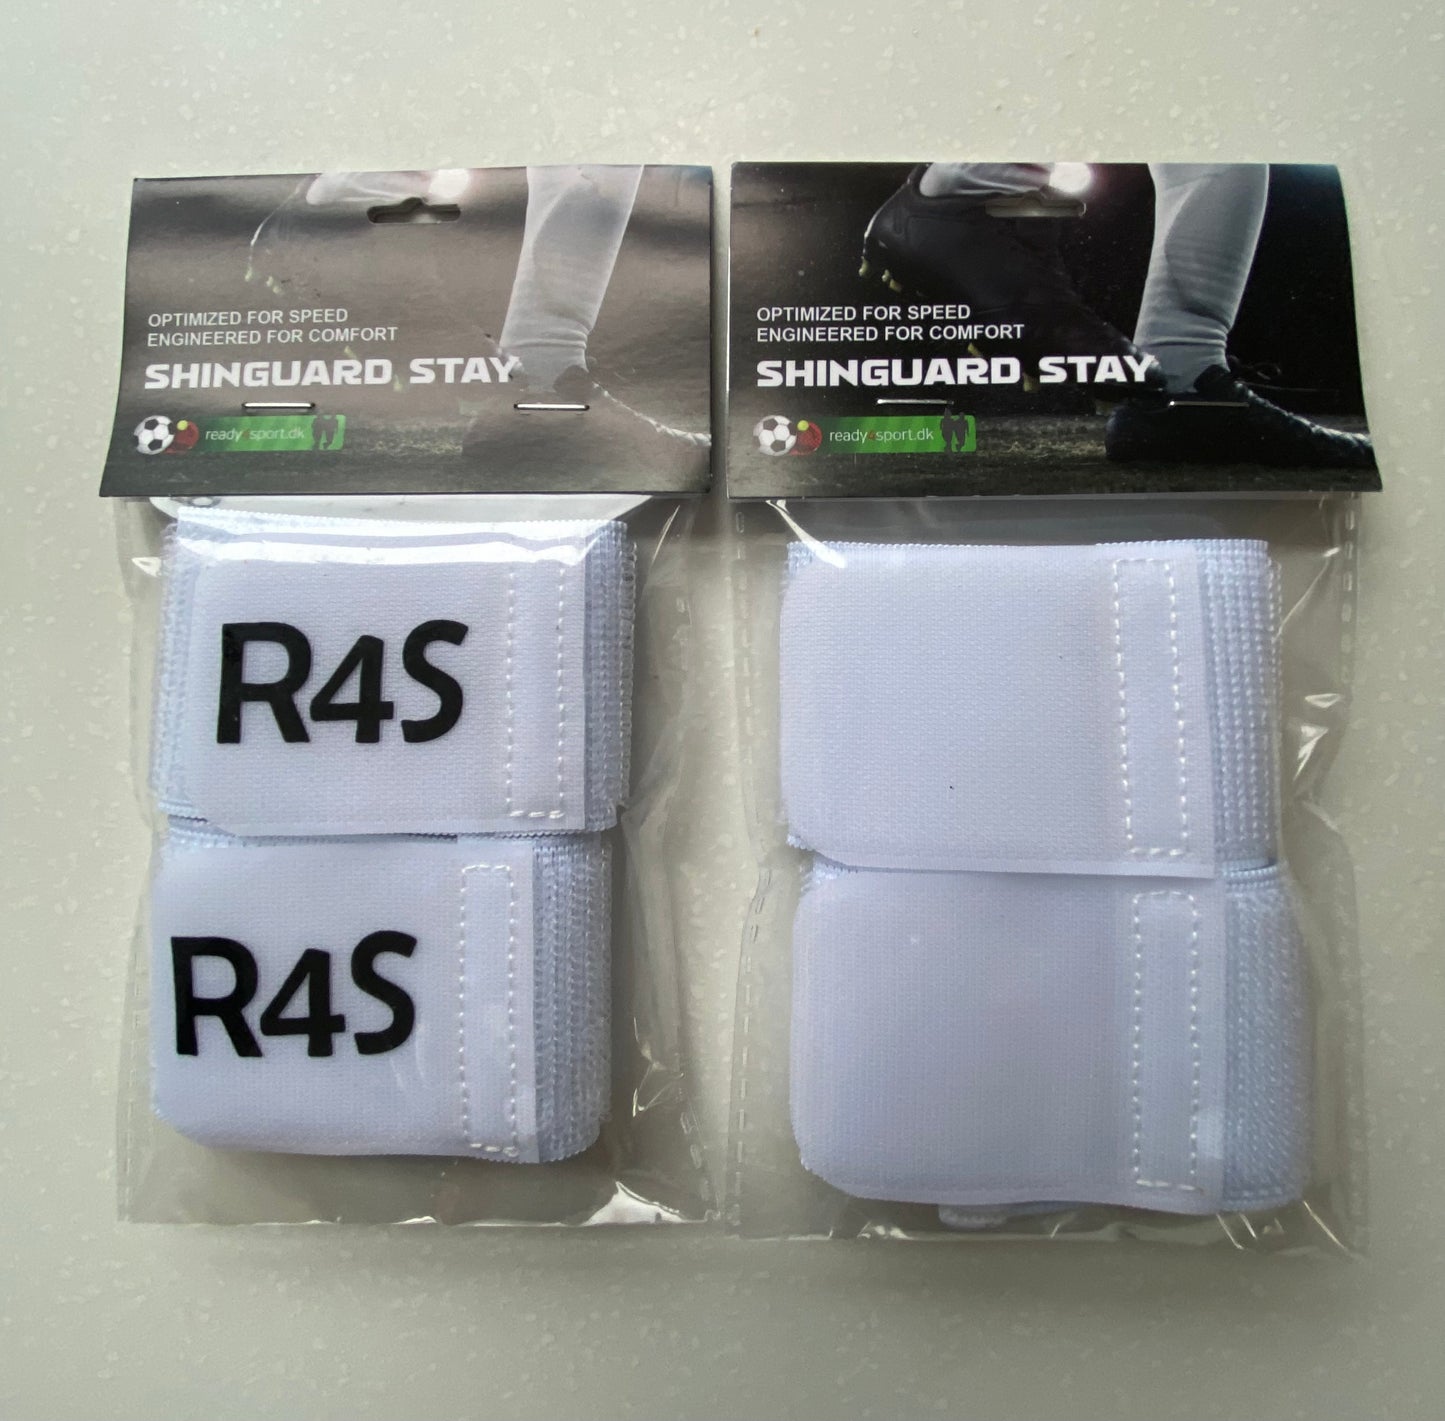 OPTIMIZED FOR SPEED
ENGINEERED FOR COMFORT
SHINGUARD STAY
ready4sport.dk
R4S
R4S
OPTIMIZED FOR SPEED
ENGINEERED FOR COMFORT
SHINGUARD STAY
ready4sport.dk